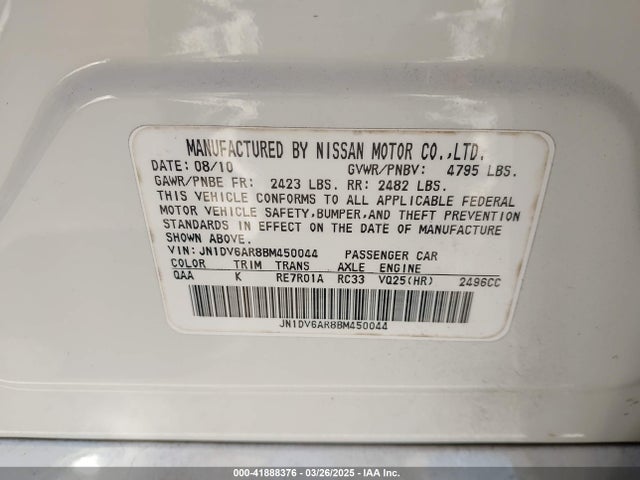 MANUFACTURED BY NISSAN MOTOR CO.,LTD.
DATE: 08/10 GVWR/PNBV: 4795 LBS.
GAWR/PNBE FR: 2423 LBS. RR: 2482 LBS.
THIS VEHICLE CONFORMS TO ALL APPLICABLE FEDERAL
MOTOR VEHICLE SAFETY,BUMPER,AND THEFT PREVENTION
STANDARDS IN EFFECT ON THE DATE OF MANUFACTURE
SHOWN ABOVE.
VIN: JN1DV6AR8BM450044 PASSENGER CAR
COLOR TRIM TRANS AXLE ENGINE
QAA K RE7R01A RC33 VQ25(HR) 2496CC
JN1DV6AR8BM450044
000-41888376 | 03/26/2025 | IAA Inc.